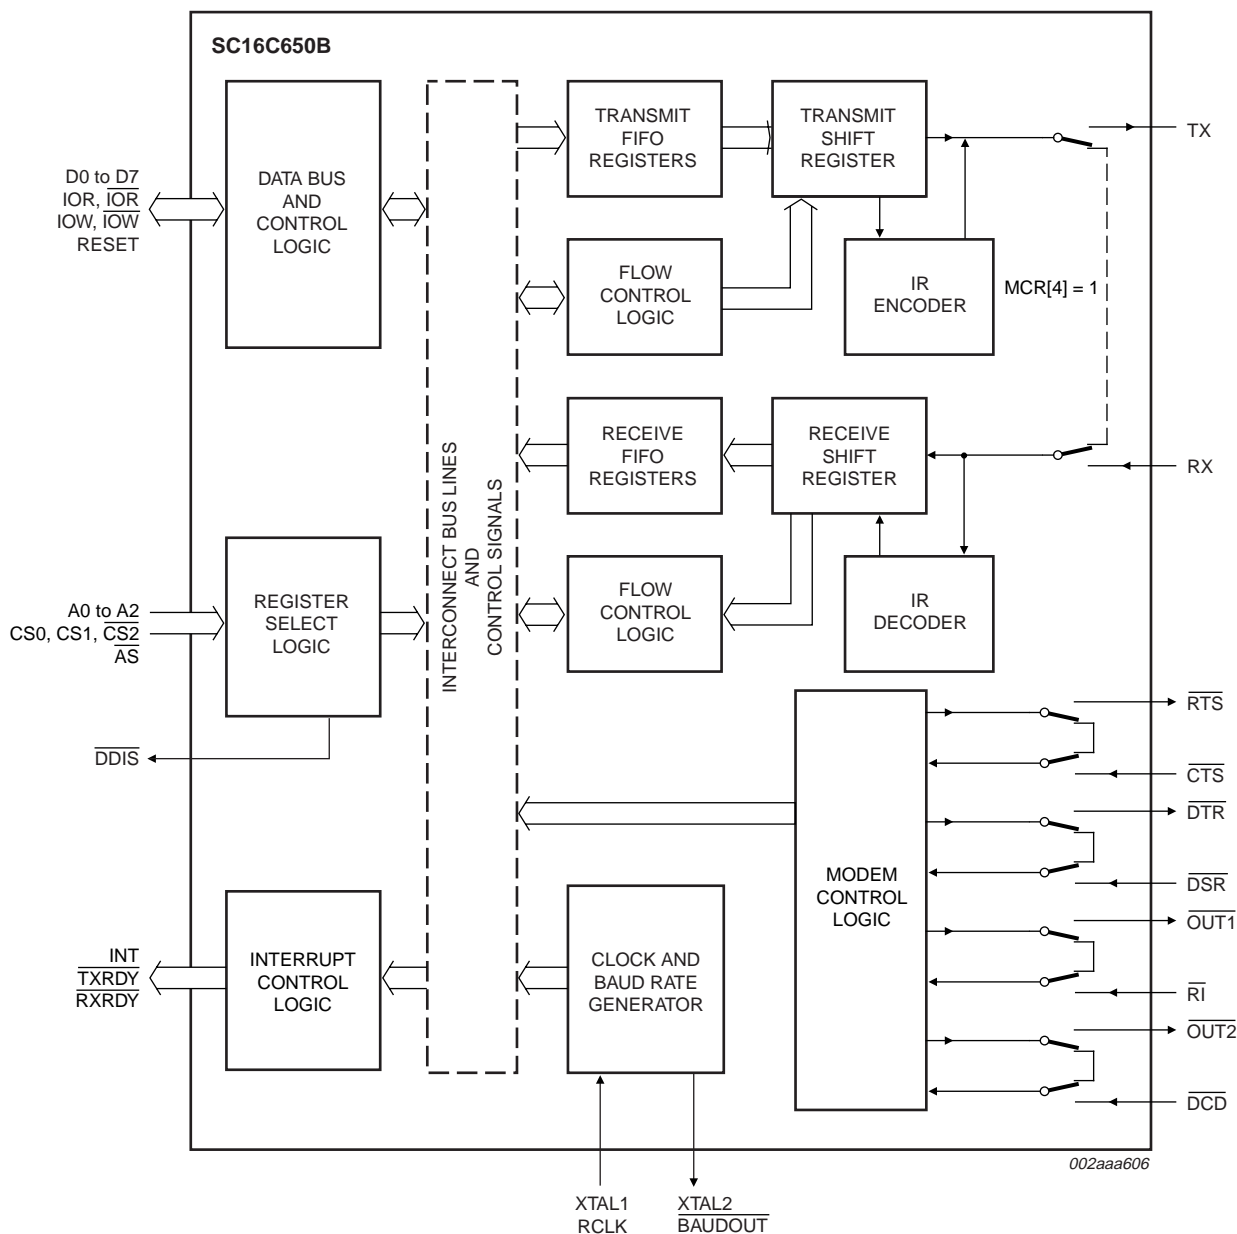 SC16C650B
D0 to D7
IOR, IOR
IOW, IOW
RESET
DATA BUS
AND
CONTROL
LOGIC
TRANSMIT
FIFO
REGISTERS
TRANSMIT
SHIFT
REGISTER
TX
FLOW
CONTROL
LOGIC
IR
ENCODER
MCR[4] = 1
RECEIVE
FIFO
REGISTERS
RECEIVE
SHIFT
REGISTER
RX
INTERCONNECT BUS LINES
AND
CONTROL SIGNALS
A0 to A2
CS0, CS1, CS2
AS
REGISTER
SELECT
LOGIC
FLOW
CONTROL
LOGIC
IR
DECODER
DDIS
RTS
CTS
DTR
DSR
OUT1
RI
OUT2
DCD
MODEM
CONTROL
LOGIC
INT
TXRDY
RXRDY
INTERRUPT
CONTROL
LOGIC
CLOCK AND
BAUD RATE
GENERATOR
002aaa606
XTAL1
RCLK
XTAL2
BAUDOUT